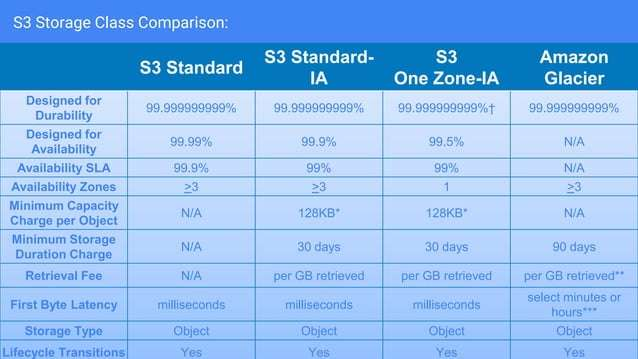 S3 Storage Class Comparison:
S3 Standard
S3 Standard-
IA
S3
One Zone-IA
Amazon
Glacier
Designed for
Durability
99.999999999%
99.999999999%
99.999999999%†
99.999999999%
Designed for
Availability
99.99%
99.9%
99.5%
N/A
Availability SLA
99.9%
99%
99%
N/A
Availability Zones
≥3
≥3
1
≥3
Minimum Capacity
Charge per Object
N/A
128KB*
128KB*
N/A
Minimum Storage
Duration Charge
N/A
30 days
30 days
90 days
Retrieval Fee
N/A
per GB retrieved
per GB retrieved
per GB retrieved**
First Byte Latency
milliseconds
milliseconds
milliseconds
select minutes or
hours***
Storage Type
Object
Object
Object
Object
Lifecycle Transitions
Yes
Yes
Yes
Yes